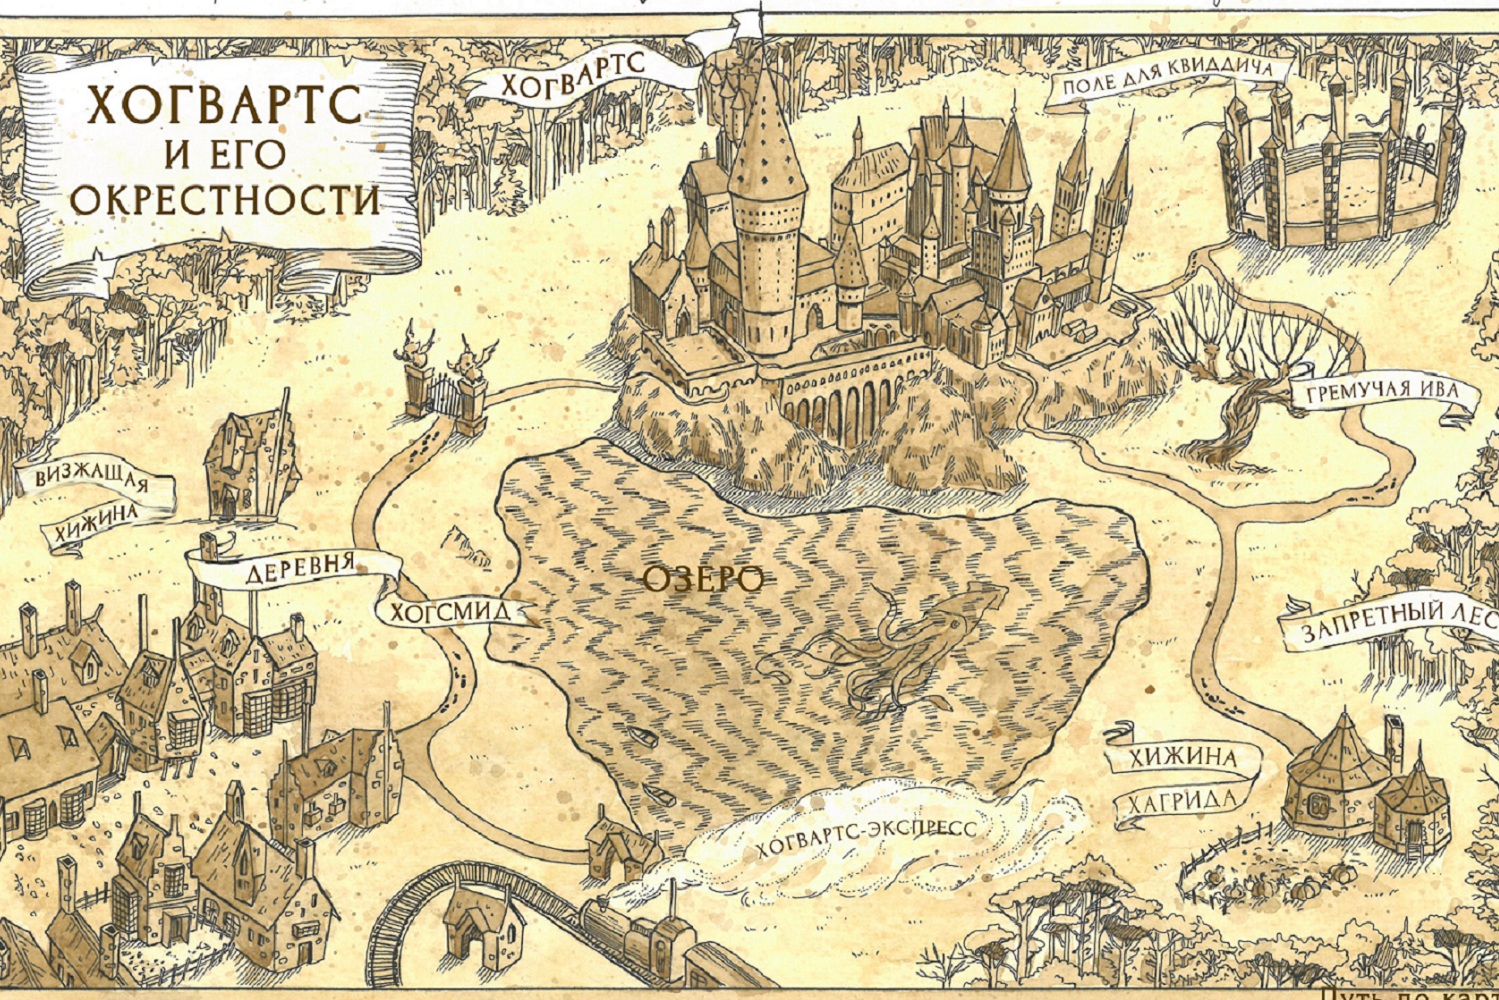 ХОГВАРТС
И ЕГО
ОКРЕСТНОСТИ
ХОГВАРТС
ПОЛЕ ДЛЯ КВИДДИЧА
ГРЕМУЧАЯ ИВА
ВИЗЖАЩАЯ
ХИЖИНА
ДЕРЕВНЯ
ХОГСМИД
ОЗЕРО
ЗАПРЕТНЫЙ ЛЕС
ХИЖИНА
ХАГРИДА
ХОГВАРТС-ЭКСПРЕСС